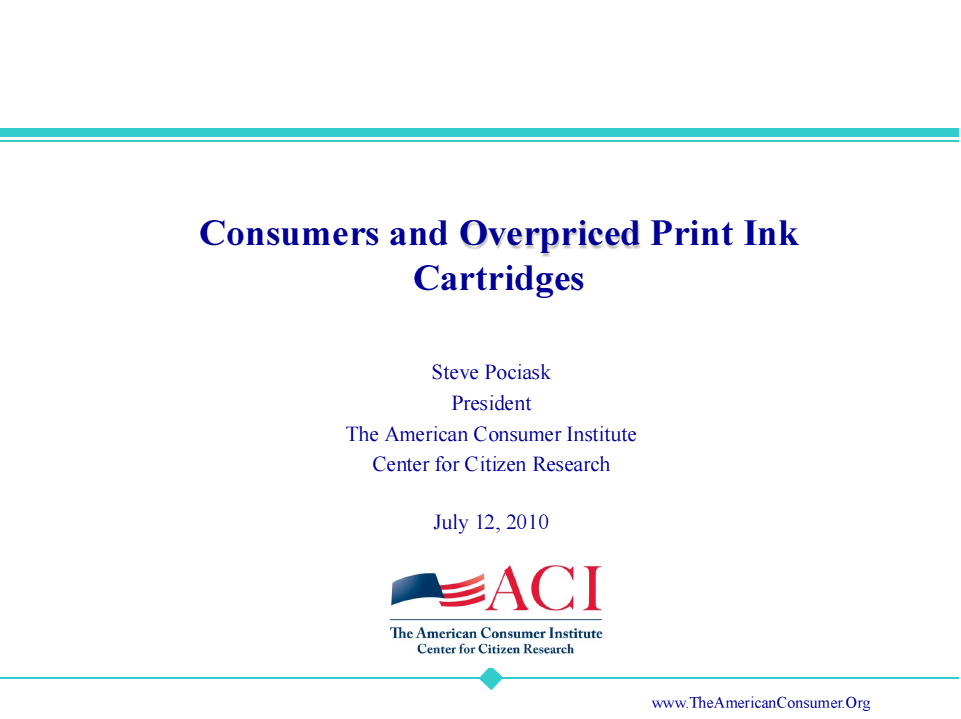 Consumers and Overpriced Print Ink
Cartridges
Steve Pociask
President
The American Consumer Institute
Center for Citizen Research
July 12, 2010
ACI
The American Consumer Institute
Center for Citizen Research
www.TheAmericanConsumer.Org